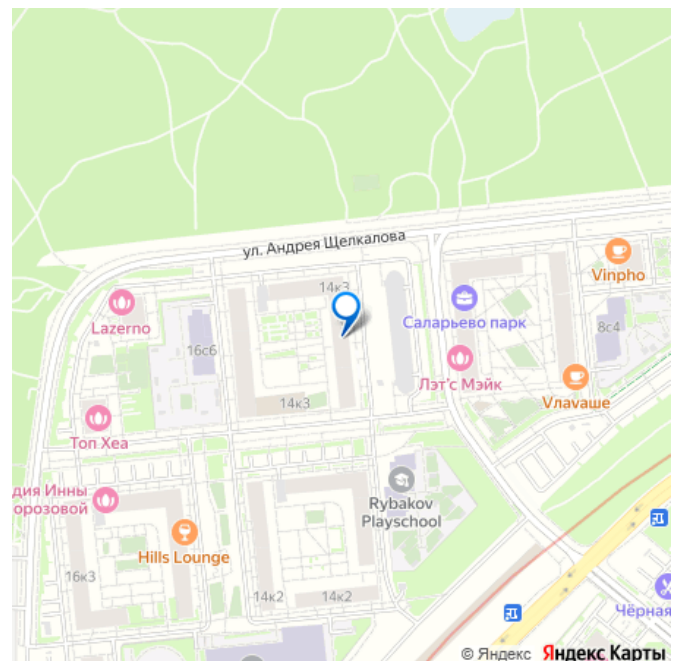 ул. Андрея Щелкалова
Vinpho
14к3
Lazerno
Саларьево парк
8с4
16с6
Лэт'с Мэйк
Vлаvаше
14к3
Топ Хеа
дия Инны
орозовой
Rybakov
Playschool
Hills Lounge
16к3
14к2
14к2
Чёрная
© Яндекс Яндекс Карты